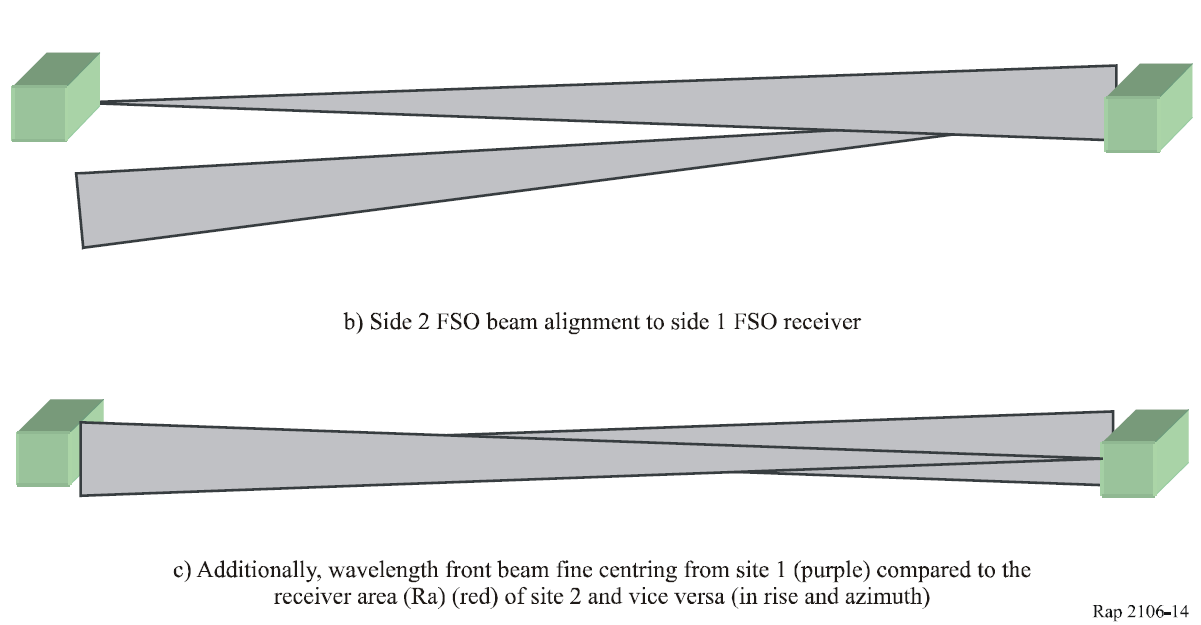 b) Side 2 FSO beam alignment to side 1 FSO receiver
c) Additionally, wavelength front beam fine centring from site 1 (purple) compared to the
receiver area (Ra) (red) of site 2 and vice versa (in rise and azimuth)
Rap 2106-14